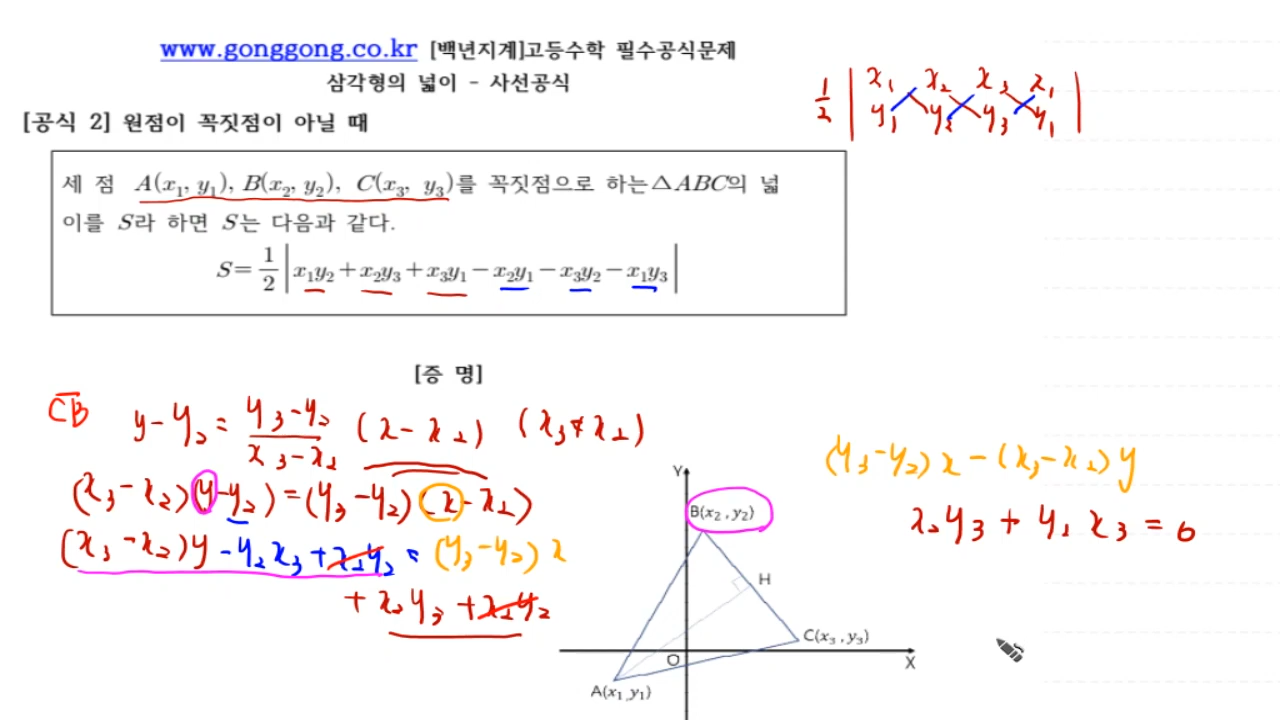 www.gonggong.co.kr [백년지계]고등수학 필수공식문제
삼각형의 넓이 - 사선공식
[공식 2] 원점이 꼭짓점이 아닐 때
세 점 A(x₁, y₁), B(x₂, y₂), C(x₃, y₃)를 꼭짓점으로 하는 △ABC의 넓
이를 S라 하면 S는 다음과 같다.
S = 1/2 | x₁y₂ + x₂y₃ + x₃y₁ − x₂y₁ − x₃y₂ − x₁y₃ |
1/2 | x₁ x₂ x₃ x₁
y₁ y₂ y₃ y₁ |
[증 명]
CB
y − y₂ = (y₃ − y₂)/(x₃ − x₂) (x − x₂) (x₃ ≠ x₂)
(x₃ − x₂)(y − y₂) = (y₃ − y₂)(x − x₂)
(x₃ − x₂)y − y₂x₃ + x₂y₂ = (y₃ − y₂)x
+ x₂y₃ + x₂y₂
(y₃ − y₂)x − (x₃ − x₂)y
x₂y₃ + y₂x₃ = 0
Y
B(x₂, y₂)
H
C(x₃, y₃)
O
X
A(x₁, y₁)